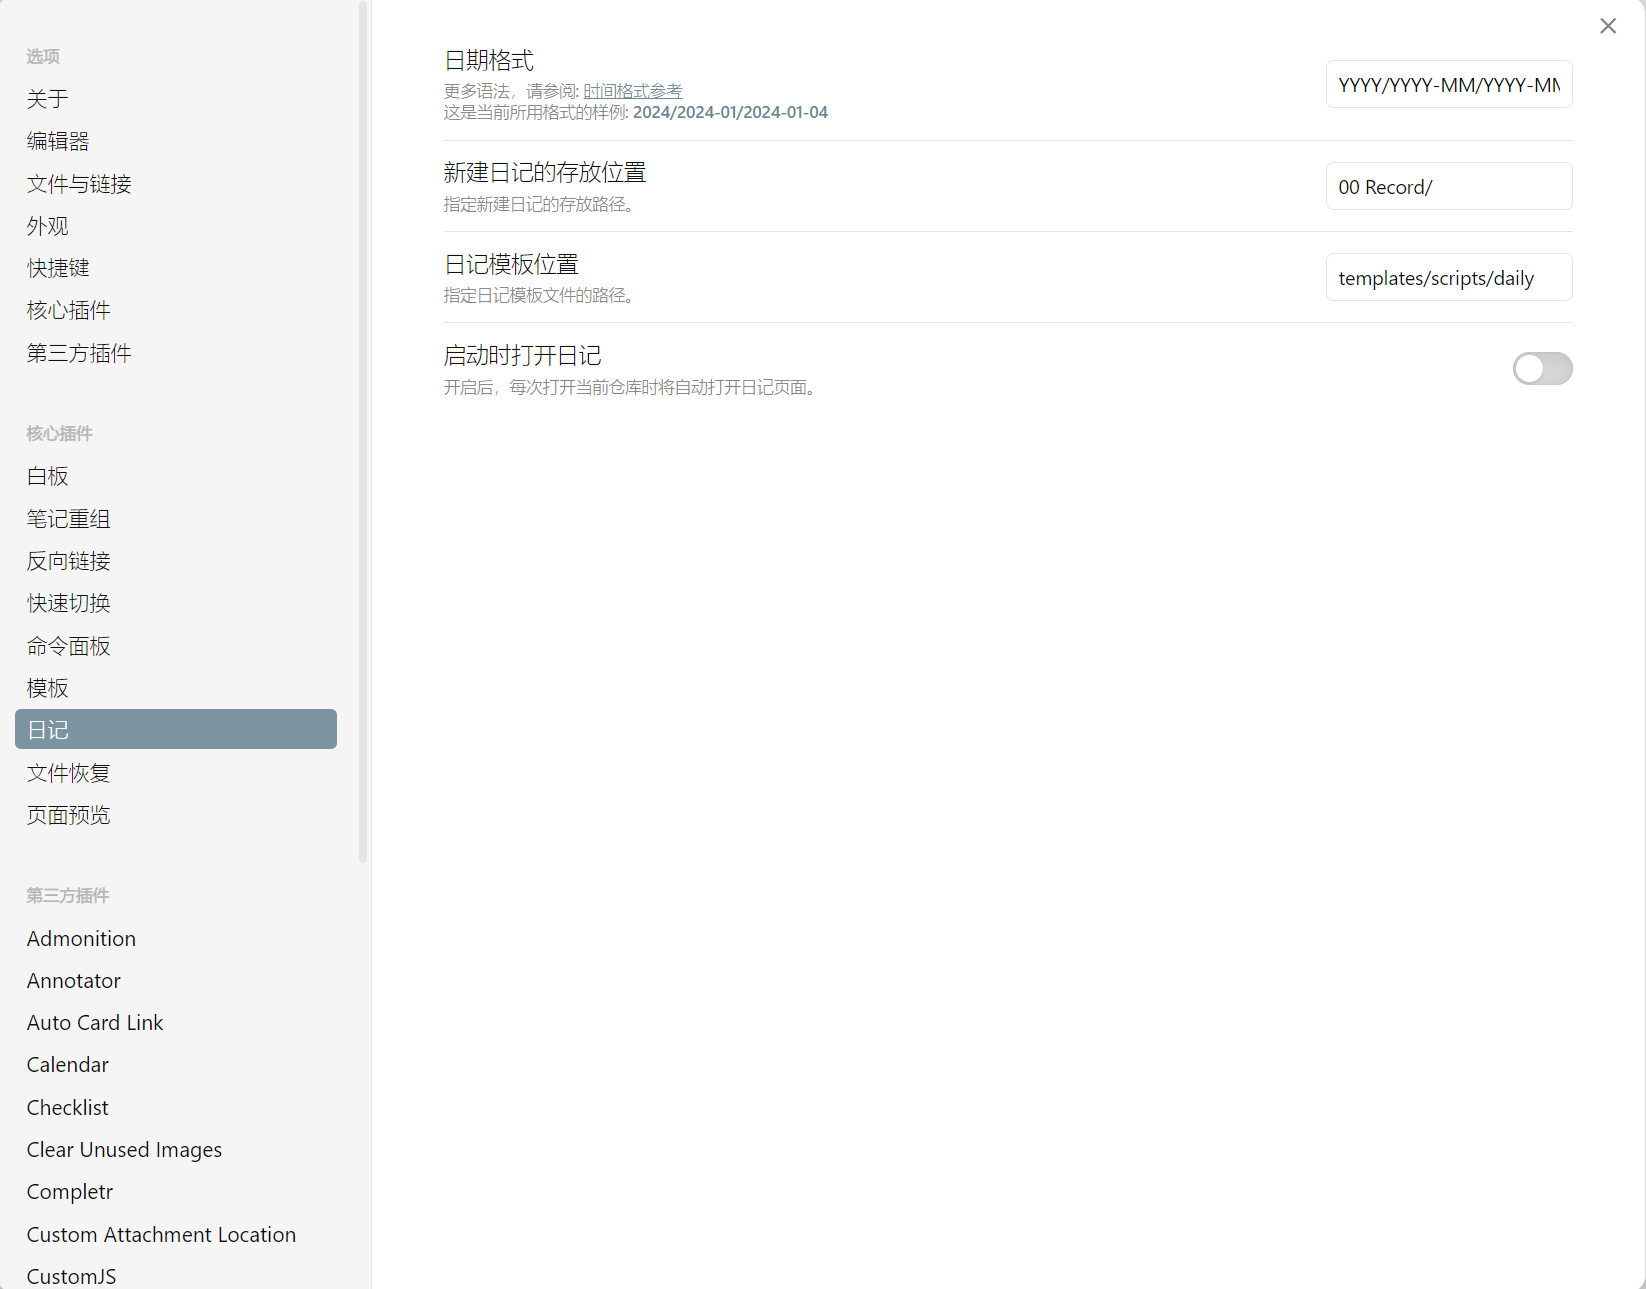 选项
关于
编辑器
文件与链接
外观
快捷键
核心插件
第三方插件
核心插件
白板
笔记重组
反向链接
快速切换
命令面板
模板
日记
文件恢复
页面预览
第三方插件
Admonition
Annotator
Auto Card Link
Calendar
Checklist
Clear Unused Images
Completr
Custom Attachment Location
CustomJS
日期格式
更多语法，请参阅: 时间格式参考
这是当前所用格式的样例: 2024/2024-01/2024-01-04
YYYY/YYYY-MM/YYYY-MM
新建日记的存放位置
指定新建日记的存放路径。
00 Record/
日记模板位置
指定日记模板文件的路径。
templates/scripts/daily
启动时打开日记
开启后，每次打开当前仓库时将自动打开日记页面。